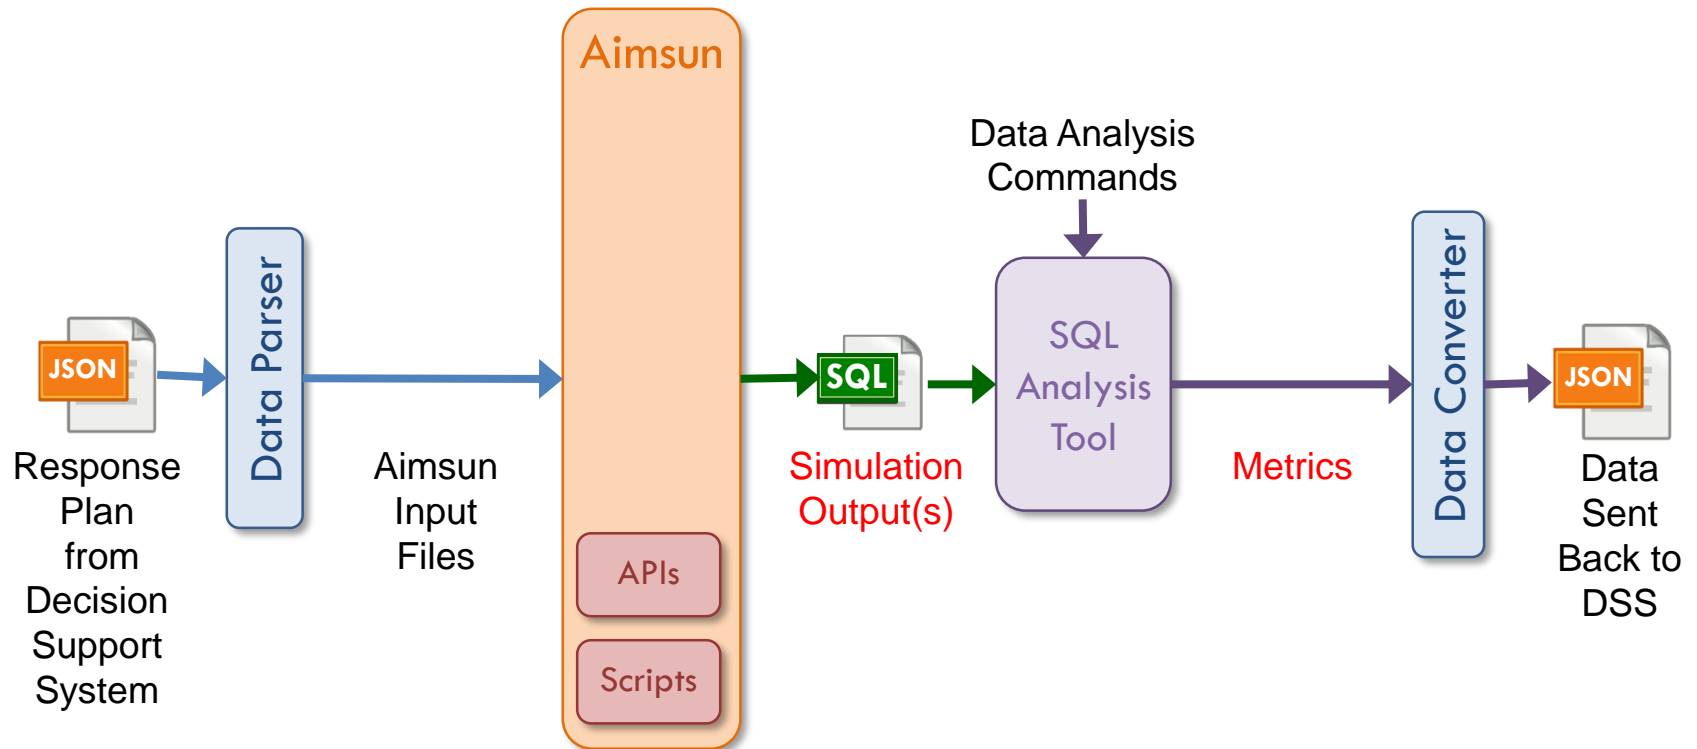 Aimsun
APIs
Scripts
JSON
Response
Plan
from
Decision
Support
System
Data Parser
Aimsun
Input
Files
SQL
Simulation
Output(s)
Data Analysis
Commands
SQL
Analysis
Tool
Metrics
Data Converter
JSON
Data
Sent
Back to
DSS